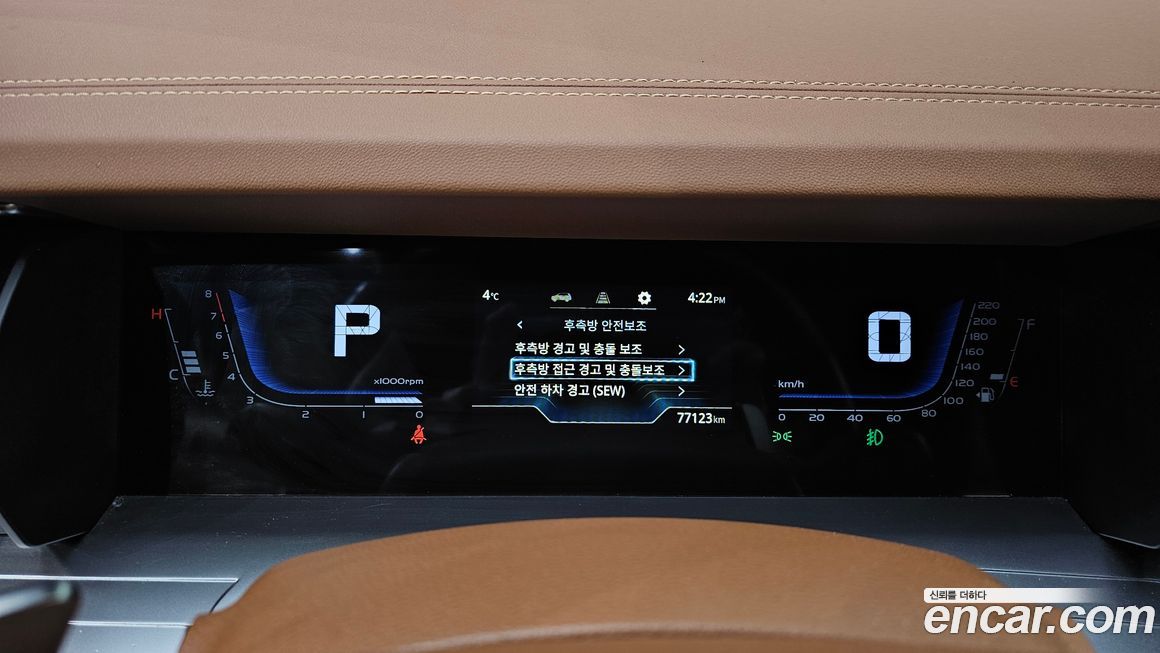 4℃
4:22PM
< 후측방 안전보조
후측방 경고 및 충돌 보조 >
후측방 접근 경고 및 충돌보조 >
안전 하차 경고 (SEW) >
77123km
H
C
8
7
6
5
4
3
2
1
0
P
x1000rpm
0
km/h
0
20
40
60
80
100
120
140
160
180
200
220
F
E
신뢰를 더하다
encar.com